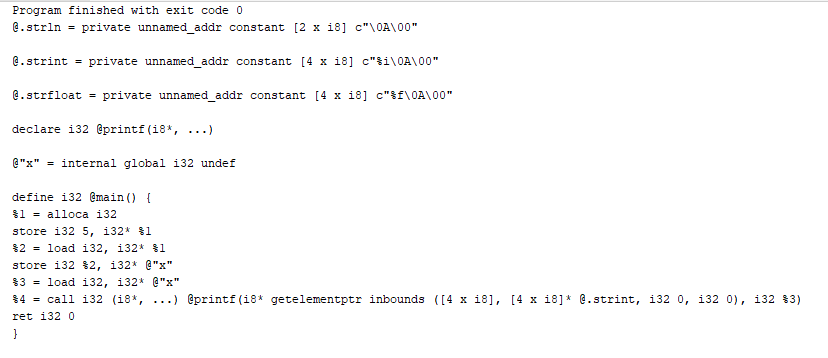 Program finished with exit code 0
@.strln = private unnamed_addr constant [2 x i8] c"\0A\00"
@.strint = private unnamed_addr constant [4 x i8] c"%i\0A\00"
@.strfloat = private unnamed_addr constant [4 x i8] c"%f\0A\00"
declare i32 @printf(i8*, ...)
@"x" = internal global i32 undef
define i32 @main() {
%1 = alloca i32
store i32 5, i32* %1
%2 = load i32, i32* %1
store i32 %2, i32* @"x"
%3 = load i32, i32* @"x"
%4 = call i32 (i8*, ...) @printf(i8* getelementptr inbounds ([4 x i8], [4 x i8]* @.strint, i32 0, i32 0), i32 %3)
ret i32 0
}